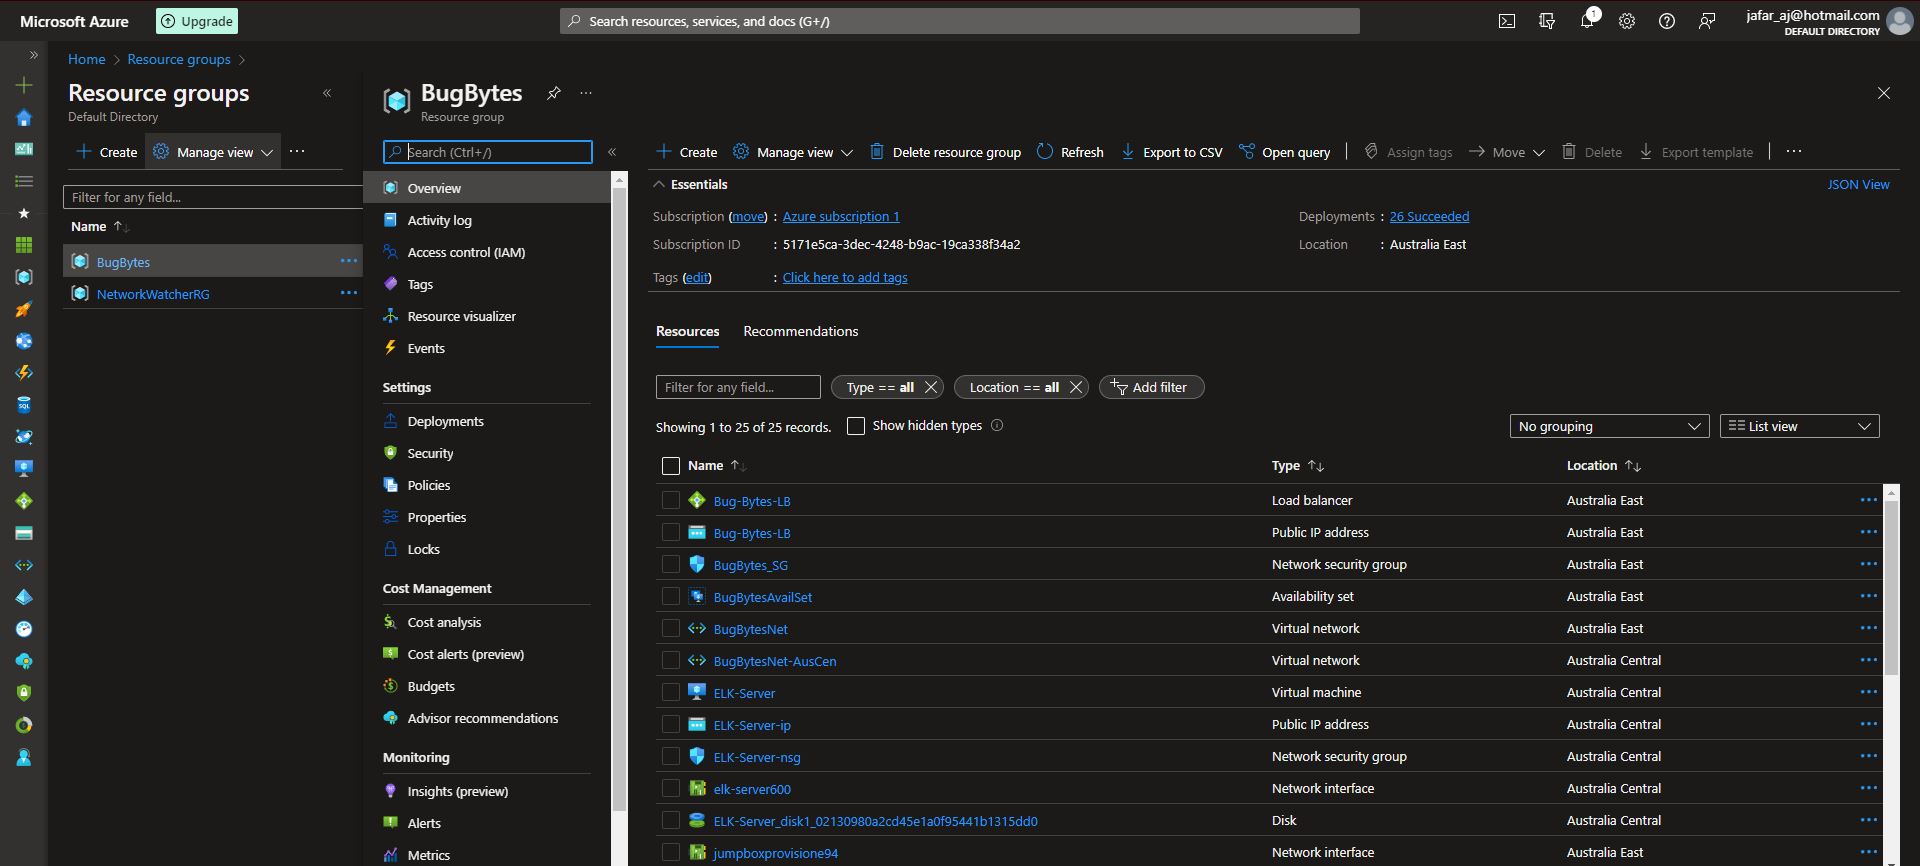 Microsoft Azure
Upgrade
Search resources, services, and docs (G+/)
1
jafar_aj@hotmail.com
DEFAULT DIRECTORY
Home > Resource groups >
Resource groups
Default Directory
Create
Manage view
Filter for any field...
Name
BugBytes
NetworkWatcherRG
BugBytes
Resource group
Search (Ctrl+/)
Overview
Activity log
Access control (IAM)
Tags
Resource visualizer
Events
Settings
Deployments
Security
Policies
Properties
Locks
Cost Management
Cost analysis
Cost alerts (preview)
Budgets
Advisor recommendations
Monitoring
Insights (preview)
Alerts
Metrics
Create Manage view Delete resource group Refresh Export to CSV Open query Assign tags Move Delete Export template
Essentials
JSON View
Subscription (move) : Azure subscription 1
Deployments : 26 Succeeded
Subscription ID : 5171e5ca-3dec-4248-b9ac-19ca338f34a2
Location : Australia East
Tags (edit) : Click here to add tags
Resources Recommendations
Filter for any field... Type == all Location == all Add filter
Showing 1 to 25 of 25 records. Show hidden types
No grouping List view
Name Type Location
Bug-Bytes-LB Load balancer Australia East
Bug-Bytes-LB Public IP address Australia East
BugBytes_SG Network security group Australia East
BugBytesAvailSet Availability set Australia East
BugBytesNet Virtual network Australia East
BugBytesNet-AusCen Virtual network Australia Central
ELK-Server Virtual machine Australia Central
ELK-Server-ip Public IP address Australia Central
ELK-Server-nsg Network security group Australia Central
elk-server600 Network interface Australia Central
ELK-Server_disk1_02130980a2cd45e1a0f95441b1315dd0 Disk Australia Central
jumpboxprovisione94 Network interface Australia East